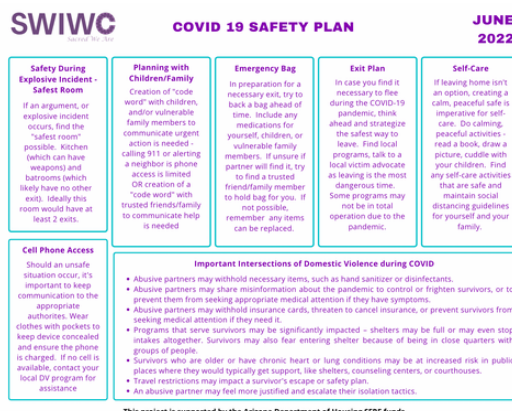 SWIWC
Sacred We Are
COVID 19 SAFETY PLAN
JUNE
2022
Safety During
Explosive Incident -
Safest Room
If an argument, or
explosive incident
occurs, find the
"safest room"
possible. Kitchen
(which can have
weapons) and
batrooms (which
likely have no other
exit). Ideally this
room would have at
least 2 exits.
Planning with
Children/Family
Creation of "code
word" with children,
and/or vulnerable
family members to
communicate urgent
action is needed -
calling 911 or alerting
a neighbor is phone
access is limited
OR creation of a
"code word" with
trusted friends/family
to communicate help
is needed
Emergency Bag
In preparation for a
necessary exit, try to
back a bag ahead of
time. Include any
medications for
yourself, children, or
vulnerable family
members. If unsure if
partner will find it, try
to find a trusted
friend/family member
to hold bag for you. If
not possible,
remember any items
can be replaced.
Exit Plan
In case you find it
necessary to flee
during the COVID-19
pandemic, think
ahead and strategize
the safest way to
leave. Find local
programs, talk to a
local victim advocate
as leaving is the most
dangerous time.
Some programs may
not be in total
operation due to the
pandemic.
Self-Care
If leaving home isn't
an option, creating a
calm, peaceful safe is
imperative for self-
care. Do calming,
peaceful activities -
read a book, draw a
picture, cuddle with
your children. Find
any self-care activities
that are safe and
maintain social
distancing guidelines
for yourself and your
family.
Cell Phone Access
Should an unsafe
situation occur, it's
important to keep
communication to the
appropriate
authorites. Wear
clothes with pockets to
keep device concealed
and ensure the phone
is charged. If no cell is
available, contact your
local DV program for
assistance
Important Intersections of Domestic Violence during COVID
• Abusive partners may withhold necessary items, such as hand sanitizer or disinfectants.
• Abusive partners may share misinformation about the pandemic to control or frighten survivors, or to
prevent them from seeking appropriate medical attention if they have symptoms.
• Abusive partners may withhold insurance cards, threaten to cancel insurance, or prevent survivors from
seeking medical attention if they need it.
• Programs that serve survivors may be significantly impacted – shelters may be full or may even stop
intakes altogether. Survivors may also fear entering shelter because of being in close quarters with
groups of people.
• Survivors who are older or have chronic heart or lung conditions may be at increased risk in public
places where they would typically get support, like shelters, counseling centers, or courthouses.
• Travel restrictions may impact a survivor's escape or safety plan.
• An abusive partner may feel more justified and escalate their isolation tactics.
This project is supported by the Arizona Department of Housing